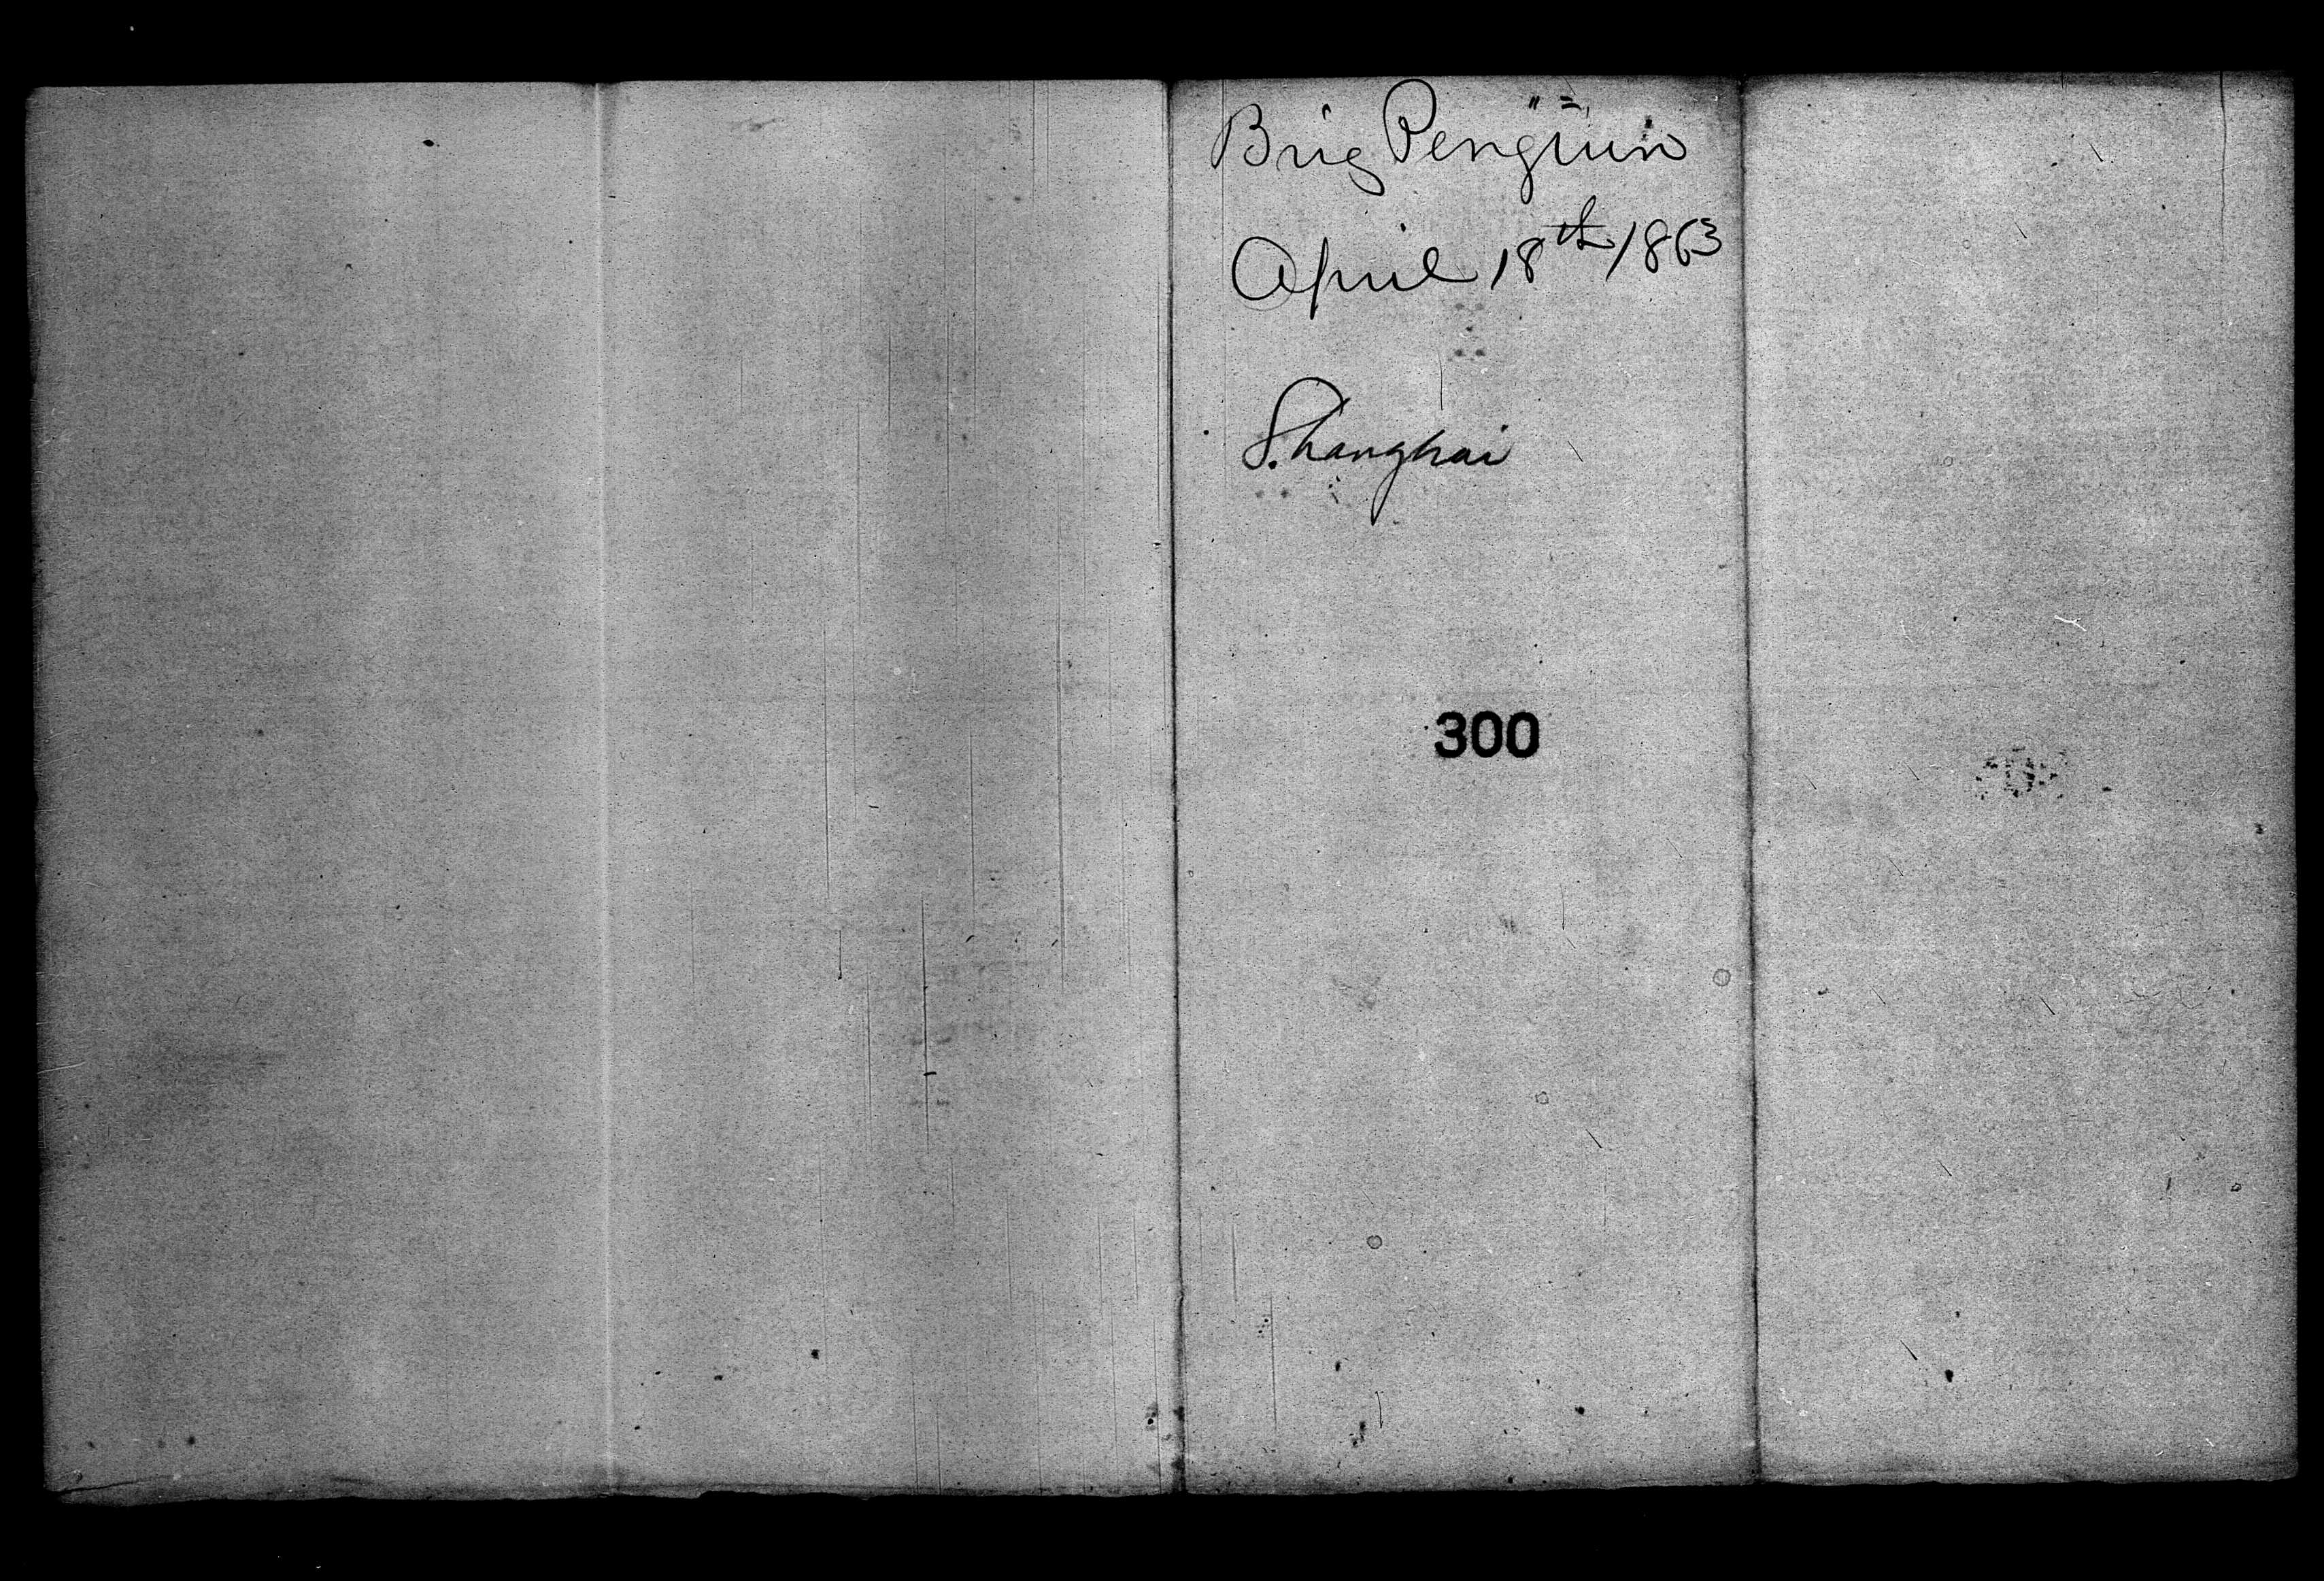 Brig Penguin
April 18th 1863
Shanghai
300